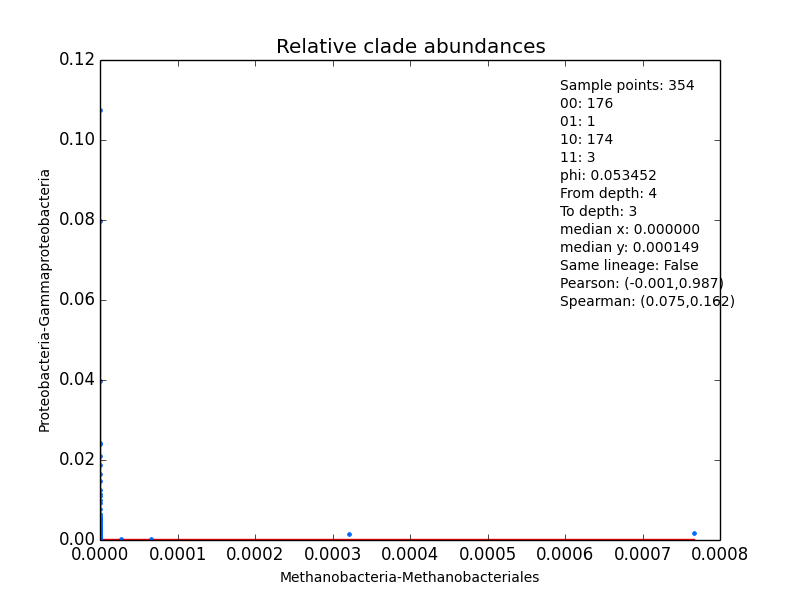 Relative clade abundances
0.12
0.10
0.08
0.06
0.04
0.02
0.00
Proteobacteria-Gammaproteobacteria
Sample points: 354
00: 176
01: 1
10: 174
11: 3
phi: 0.053452
From depth: 4
To depth: 3
median x: 0.000000
median y: 0.000149
Same lineage: False
Pearson: (-0.001,0.987)
Spearman: (0.075,0.162)
0.0000 0.0001 0.0002 0.0003 0.0004 0.0005 0.0006 0.0007 0.0008
Methanobacteria-Methanobacteriales